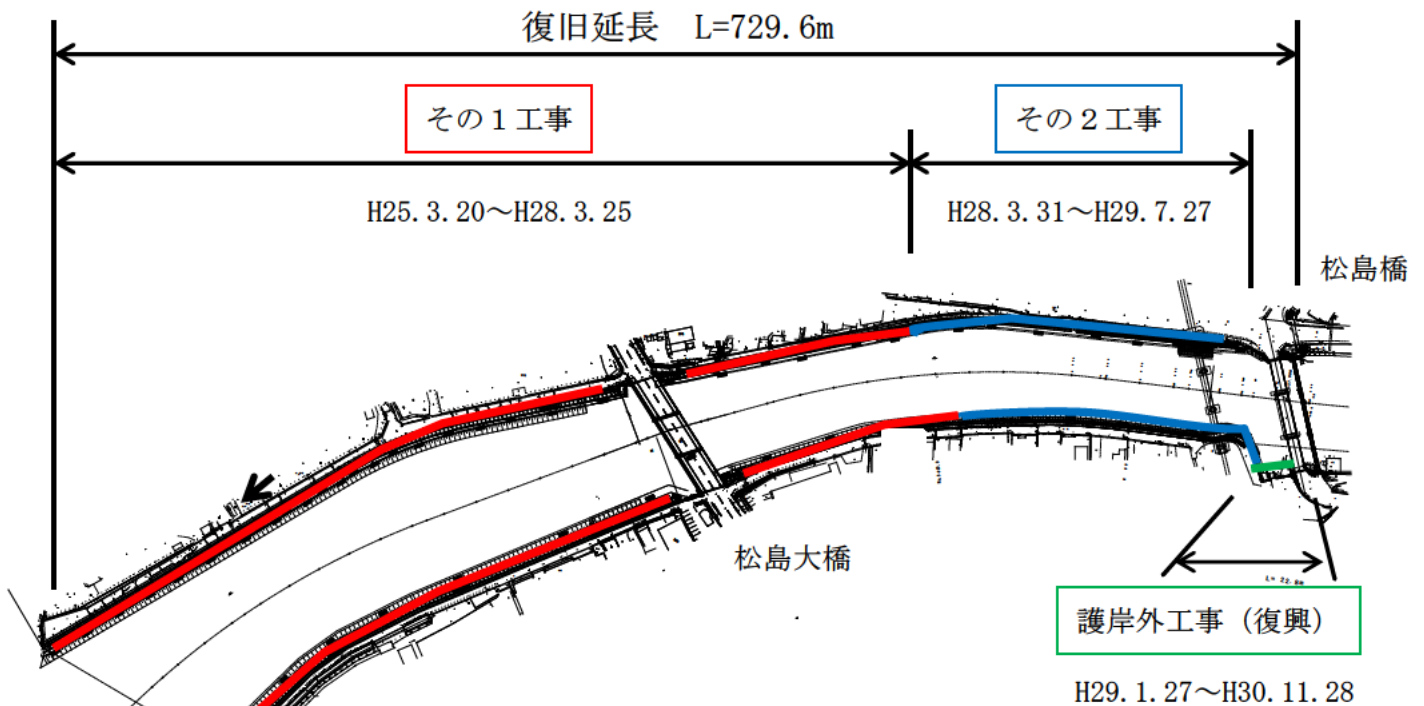 復旧延長 L=729.6m
その1工事
その2工事
H25.3.20～H28.3.25
H28.3.31～H29.7.27
松島橋
松島大橋
L= 22.8m
護岸外工事（復興）
H29.1.27～H30.11.28